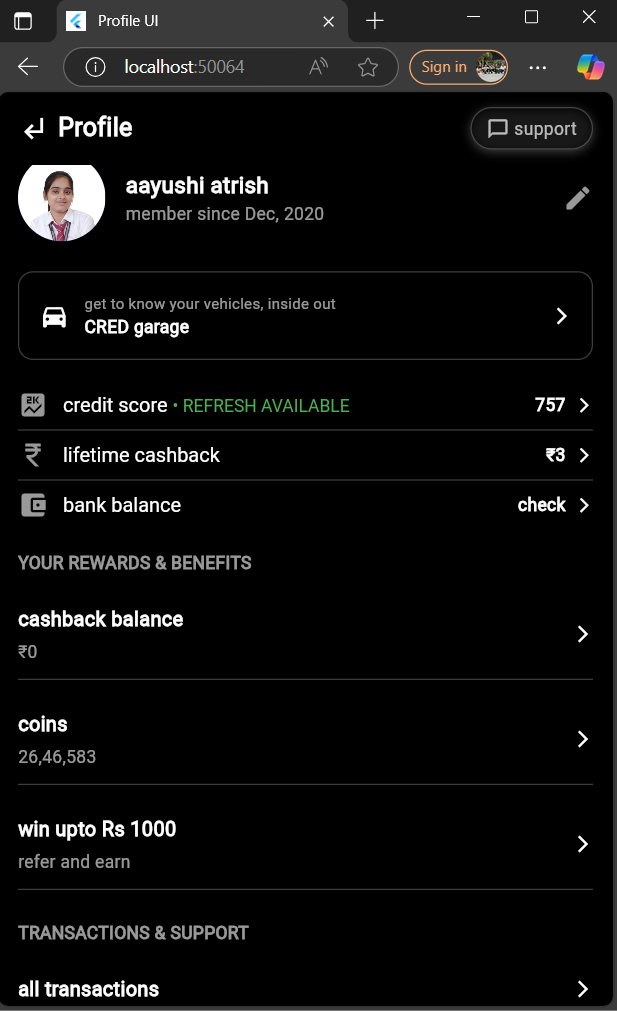 Profile UI
localhost:50064
Sign in
Profile
support
aayushi atrish
member since Dec, 2020
get to know your vehicles, inside out
CRED garage
2K
credit score • REFRESH AVAILABLE
757
₹
lifetime cashback
₹3
bank balance
check
YOUR REWARDS & BENEFITS
cashback balance
₹0
coins
26,46,583
win upto Rs 1000
refer and earn
TRANSACTIONS & SUPPORT
all transactions